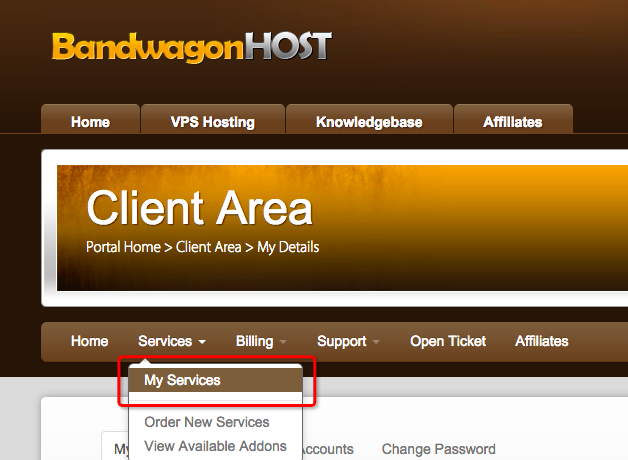 BandwagonHOST
Home VPS Hosting Knowledgebase Affiliates
Client Area
Portal Home > Client Area > My Details
Home Services Billing Support Open Ticket Affiliates
My Services
Order New Services
View Available Addons
My
Accounts Change Password